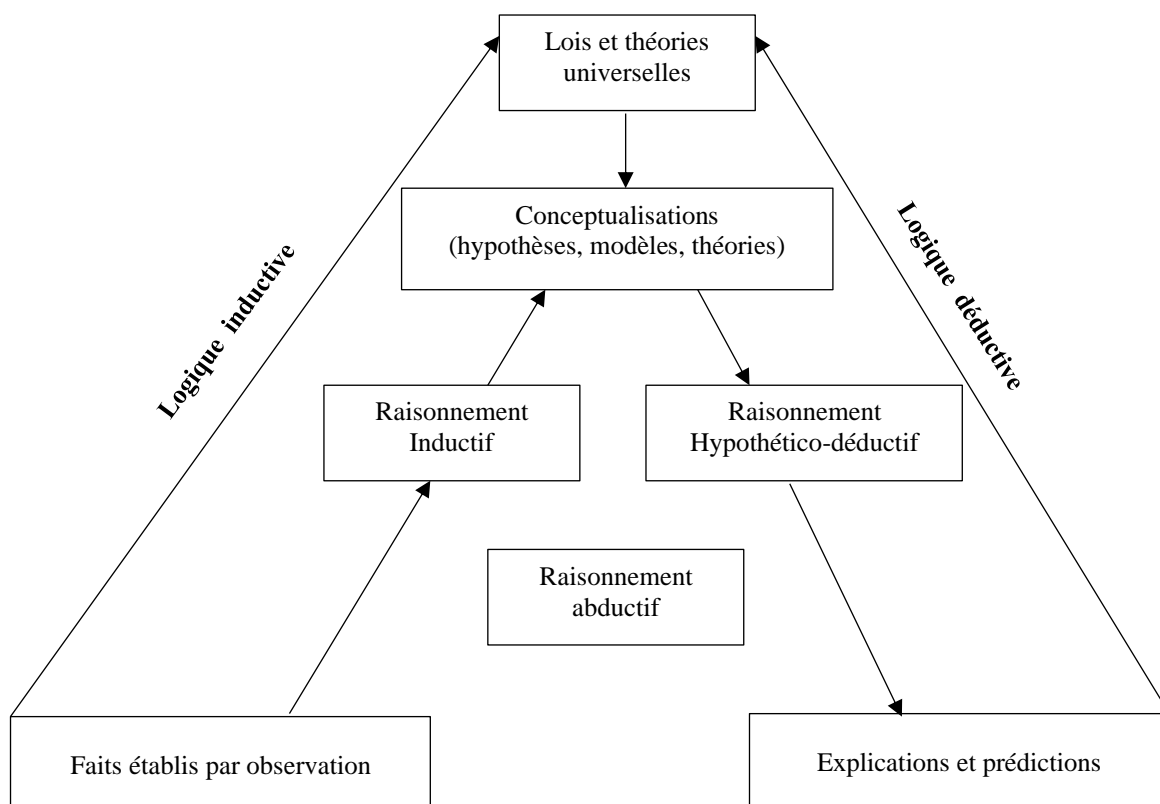 Lois et théories
universelles
Conceptualisations
(hypothèses, modèles, théories)
Logique inductive
Logique déductive
Raisonnement
Inductif
Raisonnement
Hypothético-déductif
Raisonnement
abductif
Faits établis par observation
Explications et prédictions